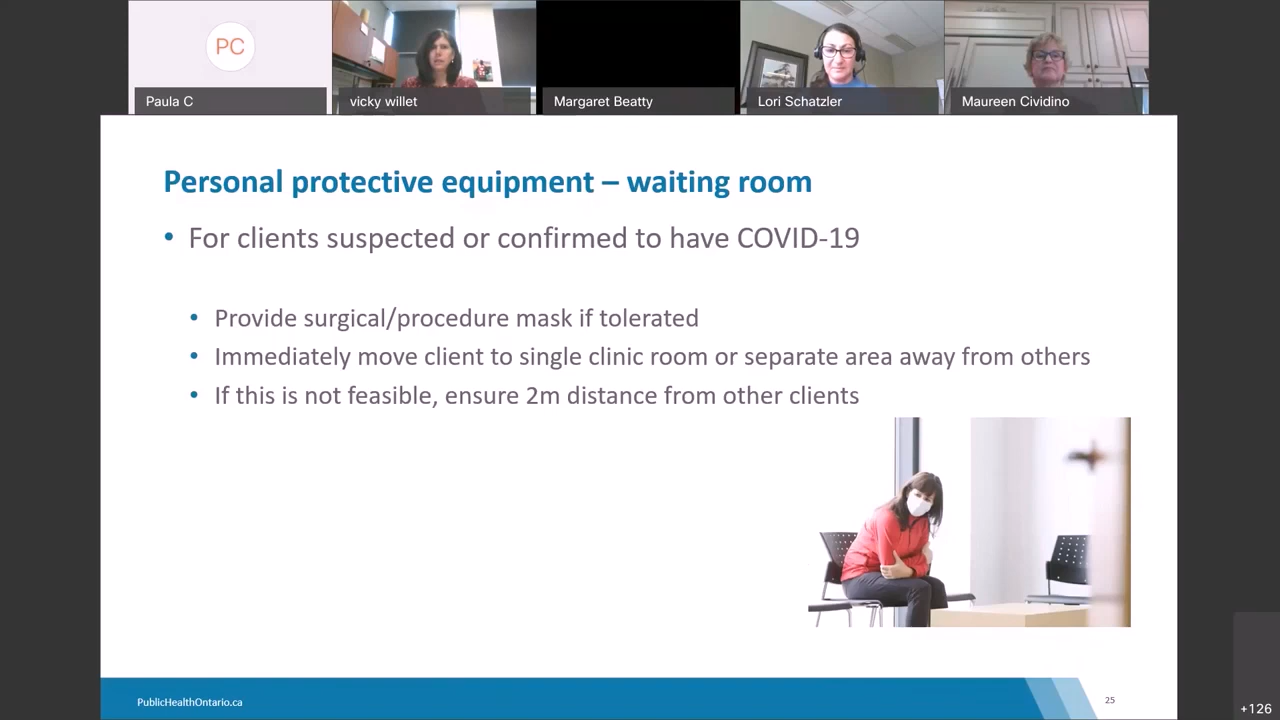 PC
Paula C
vicky willet
Margaret Beatty
Lori Schatzler
Maureen Cividino
Personal protective equipment – waiting room
• For clients suspected or confirmed to have COVID-19
• Provide surgical/procedure mask if tolerated
• Immediately move client to single clinic room or separate area away from others
• If this is not feasible, ensure 2m distance from other clients
PublicHealthOntario.ca
25
+126